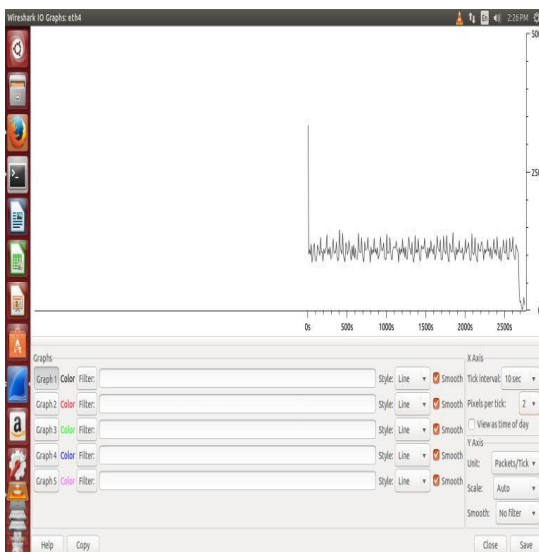 Wireshark IO Graphs: eth4
En
2:26PM
500
250
0
0s 500s 1000s 1500s 2000s 2500s
Graphs
X Axis
Graph 1 Color Filter: Style: Line Smooth
Tick interval: 10 sec
Graph 2 Color Filter: Style: Line Smooth
Pixels per tick: 2
Graph 3 Color Filter: Style: Line Smooth
View as time of day
Y Axis
Graph 4 Color Filter: Style: Line Smooth
Unit: Packets/Tick
Graph 5 Color Filter: Style: Line Smooth
Scale: Auto
Smooth: No filter
Help Copy Close Save